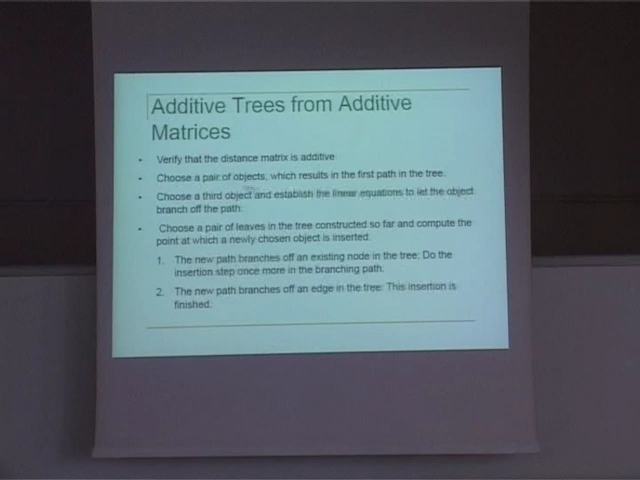 Additive Trees from Additive
Matrices
• Verify that the distance matrix is additive
• Choose a pair of objects, which results in the first path in the tree.
• Choose a third object and establish the linear equations to let the object
branch off the path.
• Choose a pair of leaves in the tree constructed so far and compute the
point at which a newly chosen object is inserted.
1. The new path branches off an existing node in the tree: Do the
insertion step once more in the branching path.
2. The new path branches off an edge in the tree: This insertion is
finished.